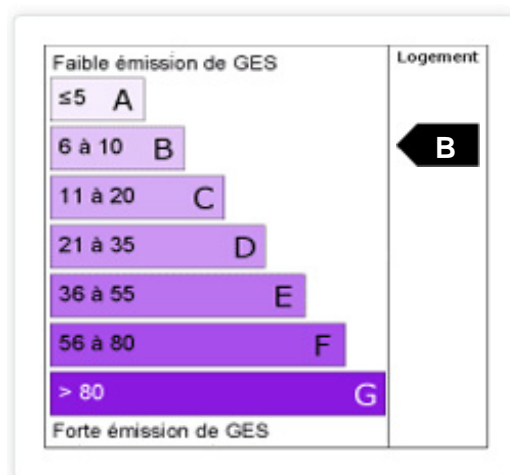 Faible émission de GES
Logement
≤5 A
6 à 10 B
B
11 à 20 C
21 à 35 D
36 à 55 E
56 à 80 F
> 80 G
Forte émission de GES